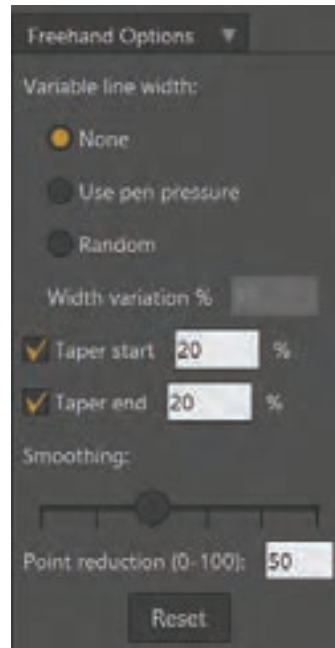 Freehand Options
Variable line width:
None
Use pen pressure
Random
Width variation %
Taper start 20 %
Taper end 20 %
Smoothing:
Point reduction (0-100): 50
Reset